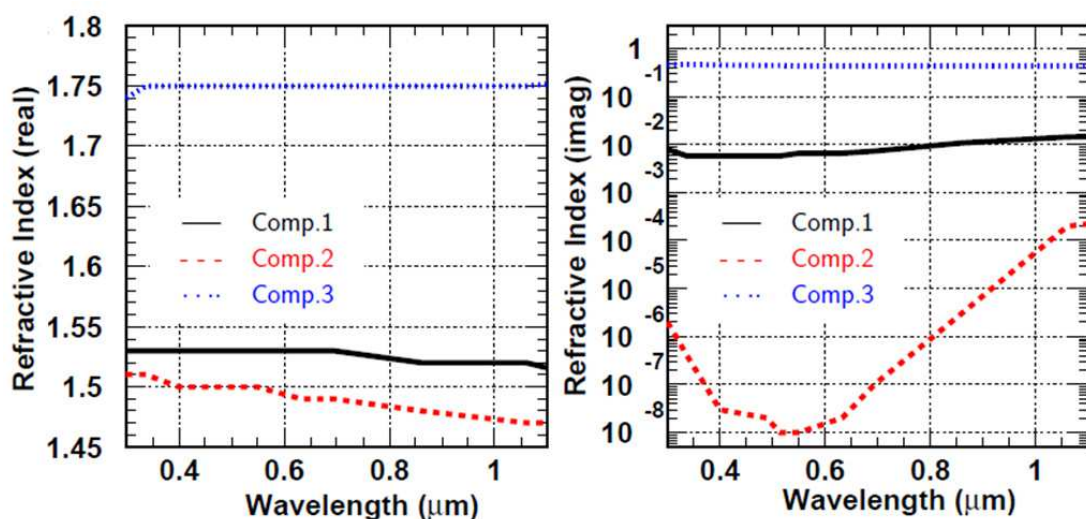 1.8
1.75
1.7
1.65
1.6
1.55
1.5
1.45
Refractive Index (real)
Comp.1
Comp.2
Comp.3
0.4 0.6 0.8 1
Wavelength (μm)
1
10 -1
10 -2
10 -3
10 -4
10 -5
10 -6
10 -7
10 -8
Refractive Index (imag)
Comp.1
Comp.2
Comp.3
0.4 0.6 0.8 1
Wavelength (μm)